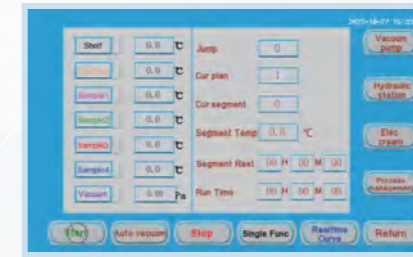 Shelf 0.0 ℃
0.0 ℃
Sample1 0.0 ℃
Sample2 0.0 ℃
Sample3 0.0 ℃
Sample4 0.0 ℃
Vacuum 0.00 Pa
Jump 0
Cur plan 1
Cur segment 0
Segment Temp 0.0 ℃
Segment Rest 00 H 00 M 00
Run Time 00 H 00 M 00
Vacuum
pump
Hydraulic
station
Elec
cream
Process
management
Start
Auto vacuum
Stop
Single Func
Realtime
Curve
Return